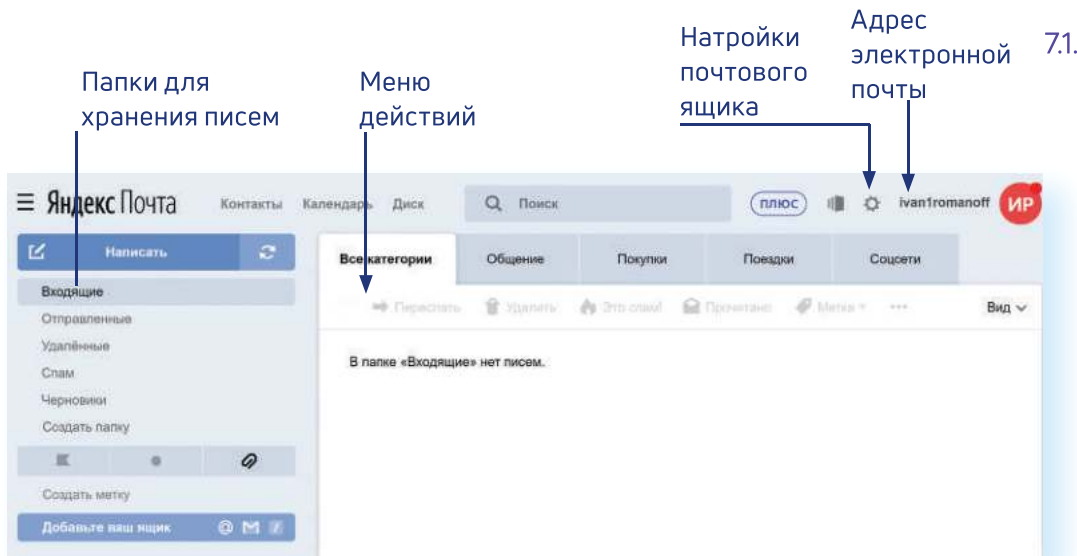 Адрес
электронной
почты
7.1.
Натройки
почтового
ящика
Папки для
хранения писем
Меню
действий
Яндекс Почта
Контакты
Календарь
Диск
Поиск
плюс
ivan1romanoff
ИР
Написать
Все категории
Общение
Покупки
Поездки
Соцсети
Входящие
Отправленные
Удалённые
Спам
Черновики
Создать папку
Переслать
Удалить
Это спам!
Прочитано
Метка
Вид
В папке «Входящие» нет писем.
Создать метку
Добавьте ваш ящик